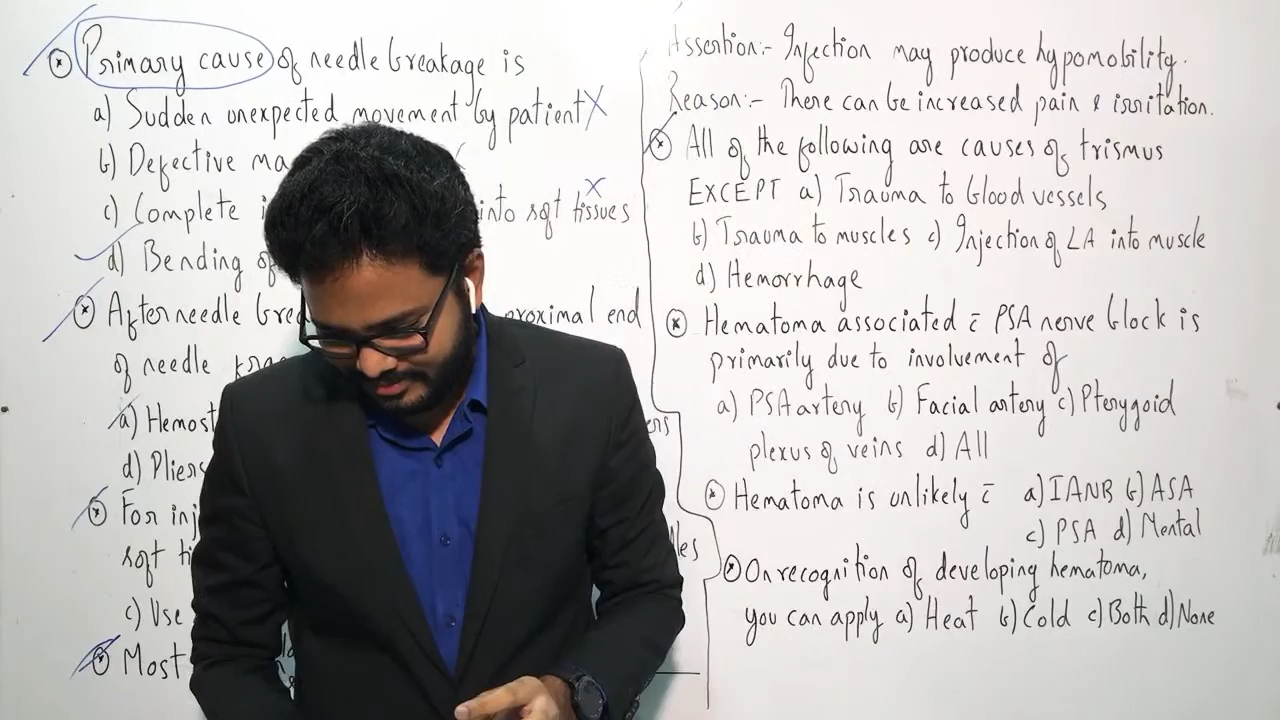 Primary cause of needle breakage is
a) Sudden unexpected movement by patient X
b) Defective
c) Complete into soft tissues
d) Bending of
After needle proximal end
of needle
a) Hemost
d) Pliers
For inj
soft
c) Use
Most
Assertion:- Infection may produce hypomobility.
Reason:- There can be increased pain & irritation.
All of the following are causes of trismus
EXCEPT a) Trauma to blood vessels
b) Trauma to muscles c) Injection of LA into muscle
d) Hemorrhage
Hematoma associated c̄ PSA nerve block is
primarily due to involvement of
a) PSA artery b) Facial artery c) Pterygoid
plexus of veins d) All
Hematoma is unlikely c̄ a) IANB b) ASA
c) PSA d) Mental
On recognition of developing hematoma,
you can apply a) Heat b) Cold c) Both d) None